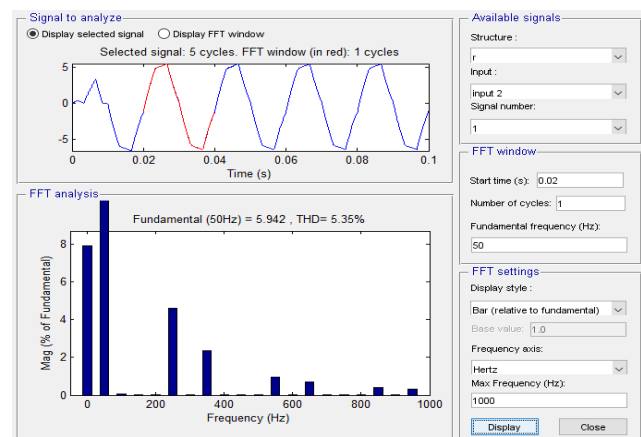 Signal to analyze
Display selected signal
Display FFT window
Selected signal: 5 cycles. FFT window (in red): 1 cycles
5
0
-5
0 0.02 0.04 0.06 0.08 0.1
Time (s)
FFT analysis
Fundamental (50Hz) = 5.942 , THD= 5.35%
Mag (% of Fundamental)
8
6
4
2
0
0 200 400 600 800 1000
Frequency (Hz)
Available signals
Structure :
r
Input :
input 2
Signal number:
1
FFT window
Start time (s): 0.02
Number of cycles: 1
Fundamental frequency (Hz):
50
FFT settings
Display style :
Bar (relative to fundamental)
Base value: 1.0
Frequency axis:
Hertz
Max Frequency (Hz):
1000
Display
Close